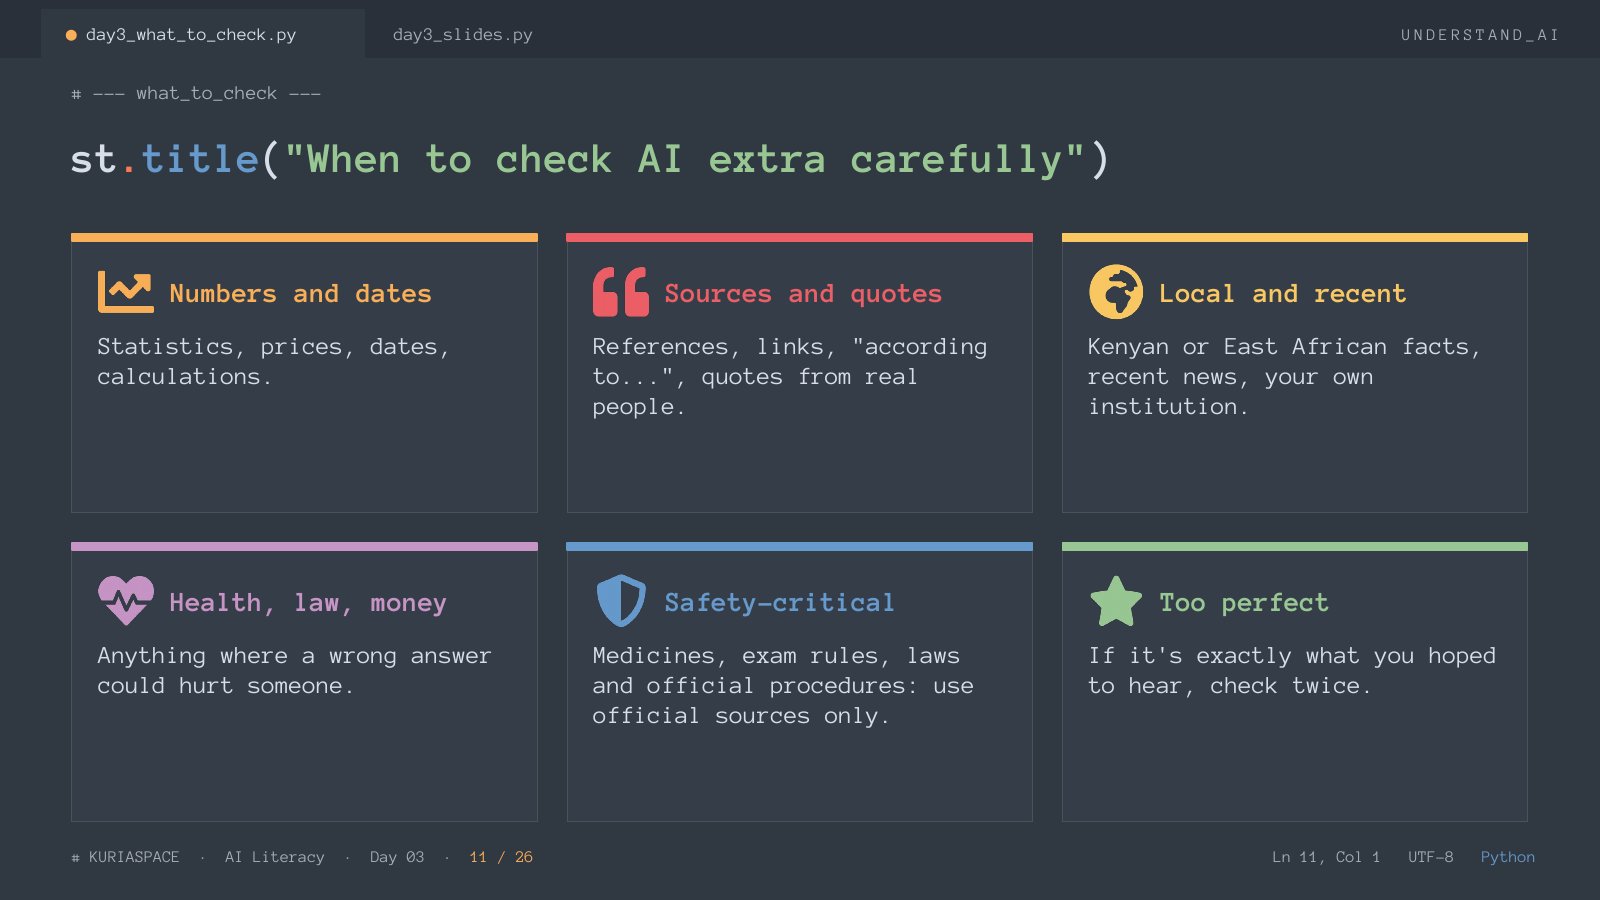 day3_what_to_check.py
day3_slides.py
UNDERSTAND_AI
# --- what_to_check ---
st.title("When to check AI extra carefully")
Numbers and dates
Statistics, prices, dates,
calculations.
Sources and quotes
References, links, "according
to...", quotes from real
people.
Local and recent
Kenyan or East African facts,
recent news, your own
institution.
Health, law, money
Anything where a wrong answer
could hurt someone.
Safety-critical
Medicines, exam rules, laws
and official procedures: use
official sources only.
Too perfect
If it's exactly what you hoped
to hear, check twice.
# KURIASPACE · AI Literacy · Day 03 · 11 / 26
Ln 11, Col 1 UTF-8 Python